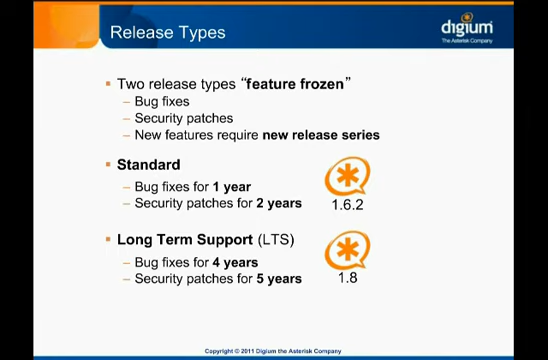 Release Types
digium
The Asterisk Company
Two release types "feature frozen"
– Bug fixes
– Security patches
– New features require new release series
Standard
– Bug fixes for 1 year
– Security patches for 2 years
1.6.2
Long Term Support (LTS)
– Bug fixes for 4 years
– Security patches for 5 years
1.8
Copyright © 2011 Digium the Asterisk Company